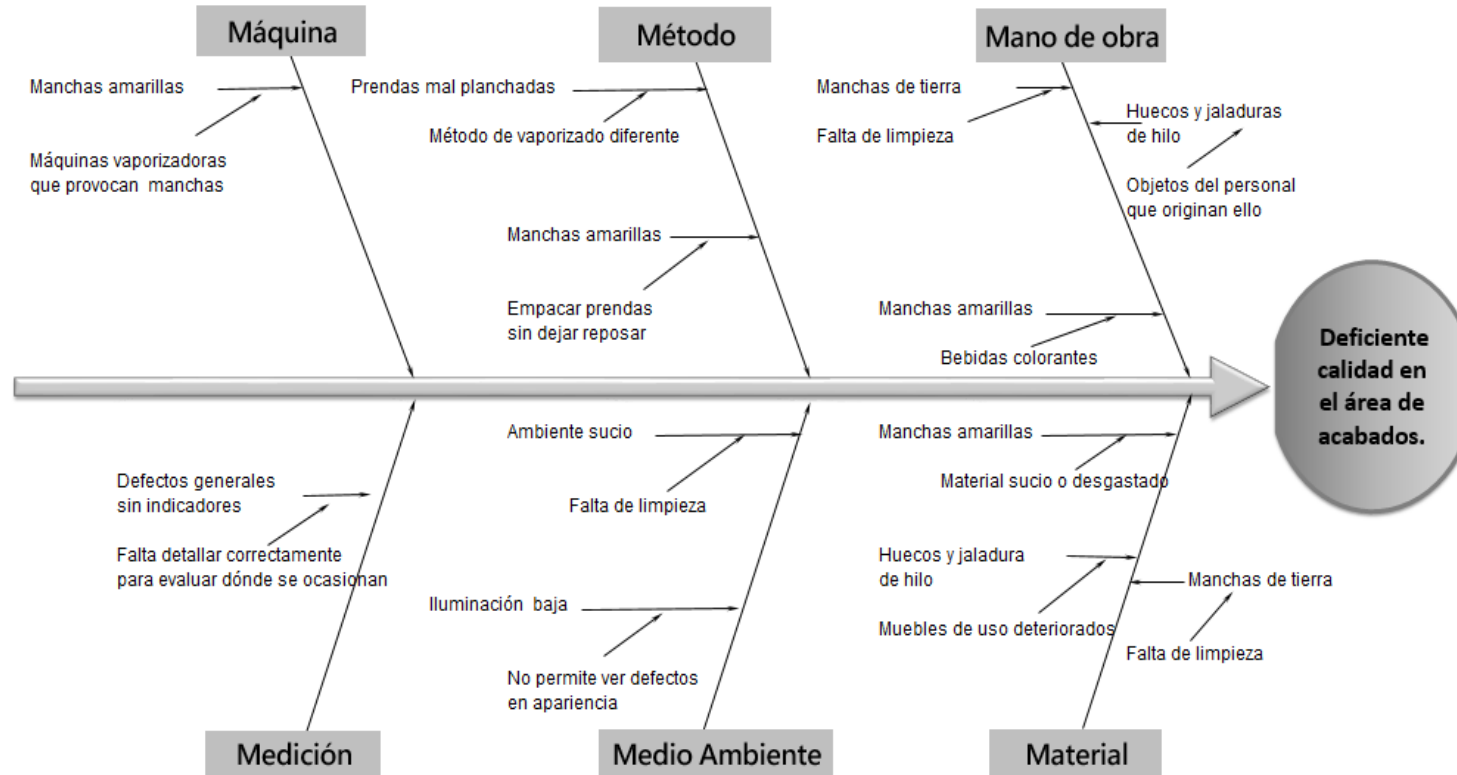 Máquina
Método
Mano de obra
Manchas amarillas
Máquinas vaporizadoras
que provocan manchas
Prendas mal planchadas
Método de vaporizado diferente
Manchas amarillas
Empacar prendas
sin dejar reposar
Manchas de tierra
Falta de limpieza
Huecos y jaladuras
de hilo
Objetos del personal
que originan ello
Manchas amarillas
Bebidas colorantes
Deficiente
calidad en
el área de
acabados.
Defectos generales
sin indicadores
Falta detallar correctamente
para evaluar dónde se ocasionan
Ambiente sucio
Falta de limpieza
Iluminación baja
No permite ver defectos
en apariencia
Manchas amarillas
Material sucio o desgastado
Huecos y jaladura
de hilo
Muebles de uso deteriorados
Manchas de tierra
Falta de limpieza
Medición
Medio Ambiente
Material